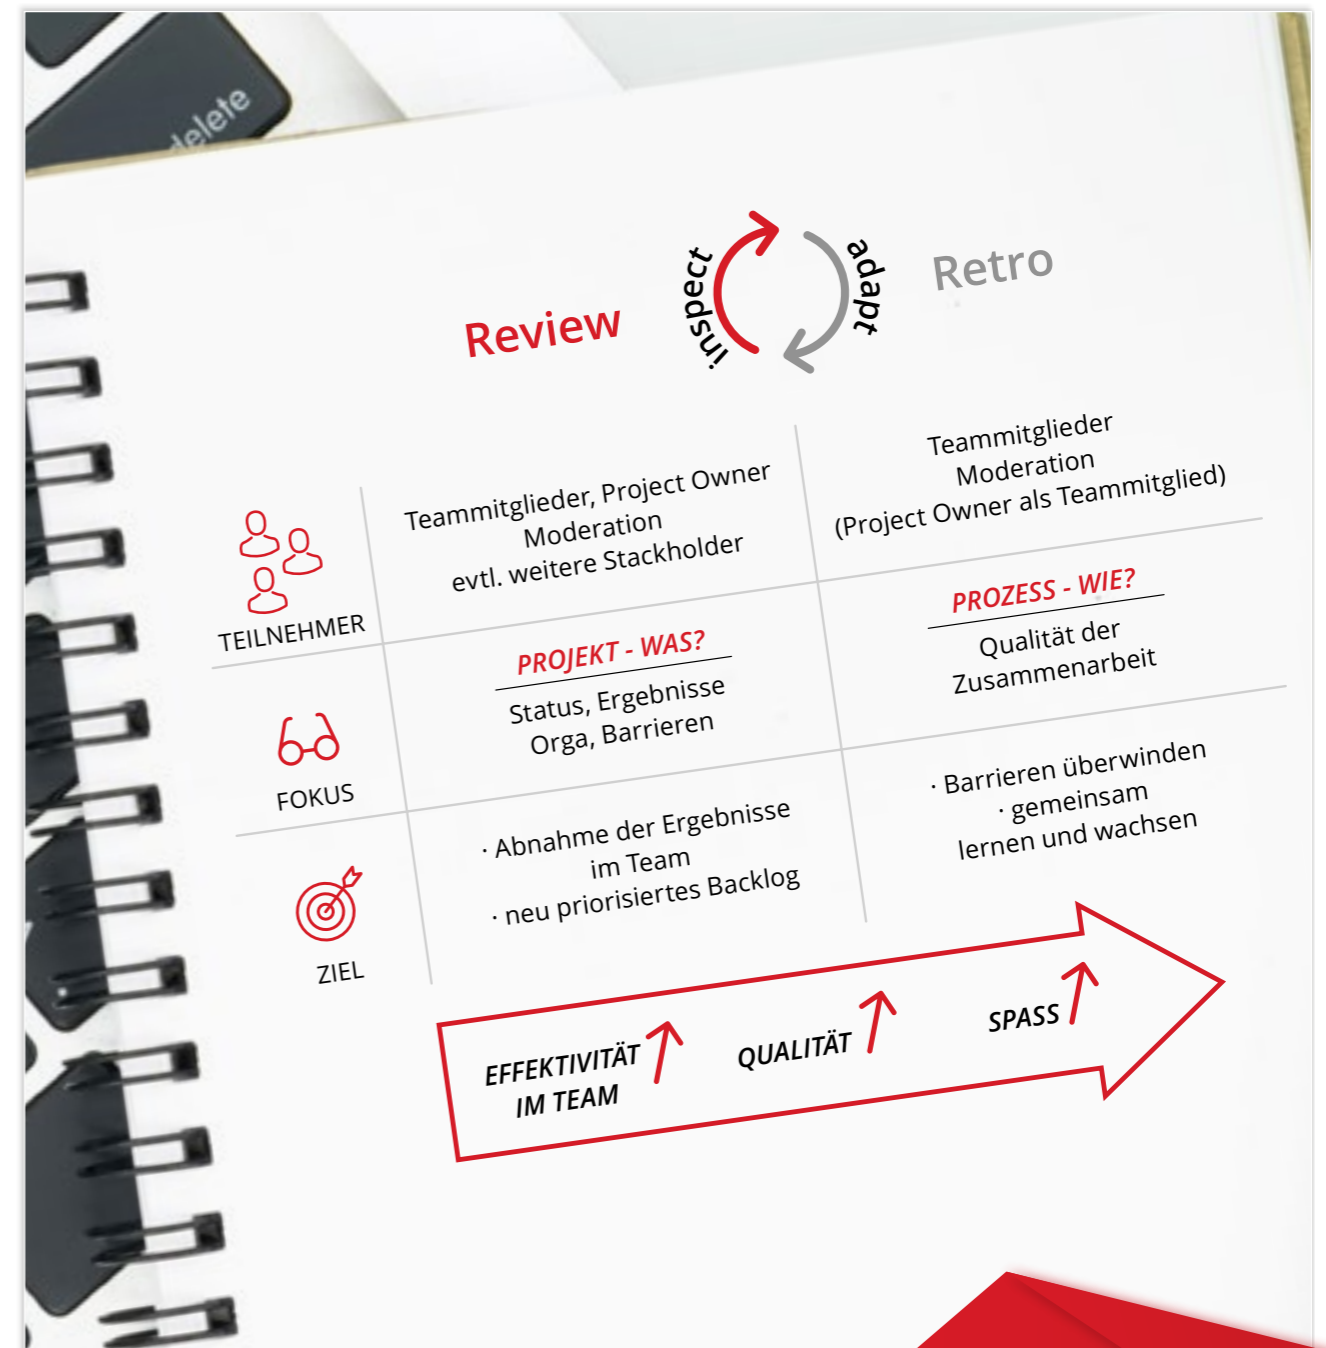 delete
Review
inspect
adapt
Retro
TEILNEHMER
Teammitglieder, Project Owner
Moderation
evtl. weitere Stackholder
Teammitglieder
Moderation
(Project Owner als Teammitglied)
FOKUS
PROJEKT - WAS?
Status, Ergebnisse
Orga, Barrieren
PROZESS - WIE?
Qualität der
Zusammenarbeit
ZIEL
· Abnahme der Ergebnisse
im Team
· neu priorisiertes Backlog
· Barrieren überwinden
· gemeinsam
lernen und wachsen
EFFEKTIVITÄT
IM TEAM
QUALITÄT
SPASS